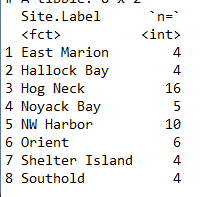 # A tibble: 8 x 2
Site.Label `n=`
<fct> <int>
1 East Marion 4
2 Hallock Bay 4
3 Hog Neck 16
4 Noyack Bay 5
5 NW Harbor 10
6 Orient 6
7 Shelter Island 4
8 Southold 4